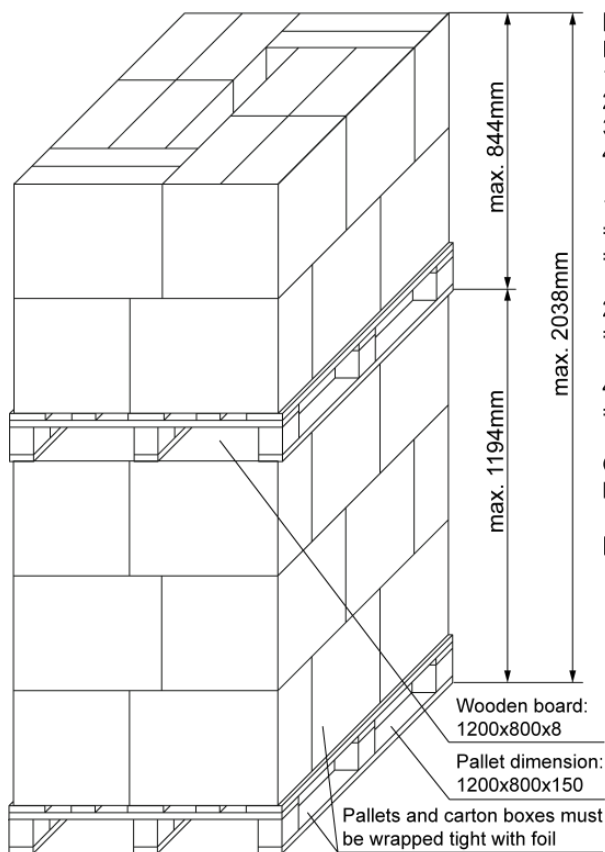 max. 844mm
max. 2038mm
max. 1194mm
Wooden board:
1200x800x8
Pallet dimension:
1200x800x150
Pallets and carton boxes must
be wrapped tight with foil